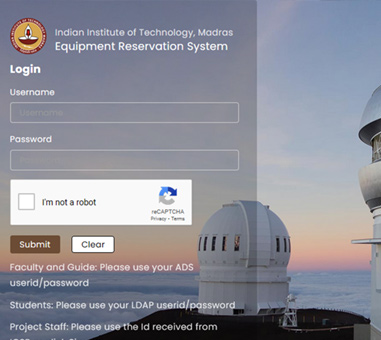 Indian Institute of Technology, Madras
Equipment Reservation System
Login
Username
Username
Password
I'm not a robot
reCAPTCHA
Privacy - Terms
Submit
Clear
Faculty and Guide: Please use your ADS
userid/password
Students: Please use your LDAP userid/password
Project Staff: Please use the Id received from